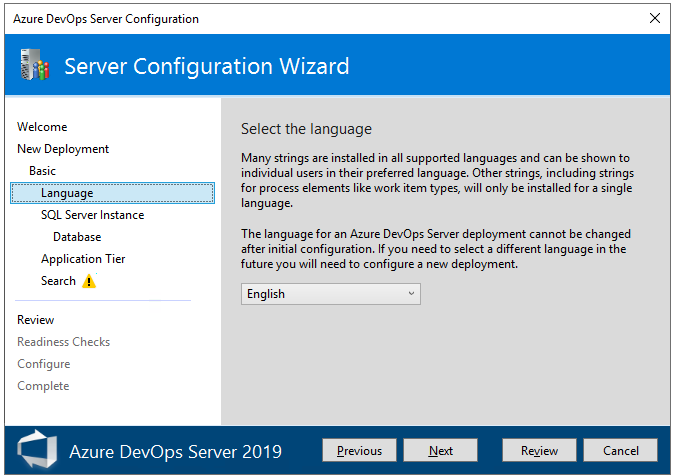 Azure DevOps Server Configuration
Server Configuration Wizard
Welcome
New Deployment
Basic
Language
SQL Server Instance
Database
Application Tier
Search
Review
Readiness Checks
Configure
Complete
Select the language
Many strings are installed in all supported languages and can be shown to
individual users in their preferred language. Other strings, including strings
for process elements like work item types, will only be installed for a single
language.
The language for an Azure DevOps Server deployment cannot be changed
after initial configuration. If you need to select a different language in the
future you will need to configure a new deployment.
English
Azure DevOps Server 2019
Previous
Next
Review
Cancel